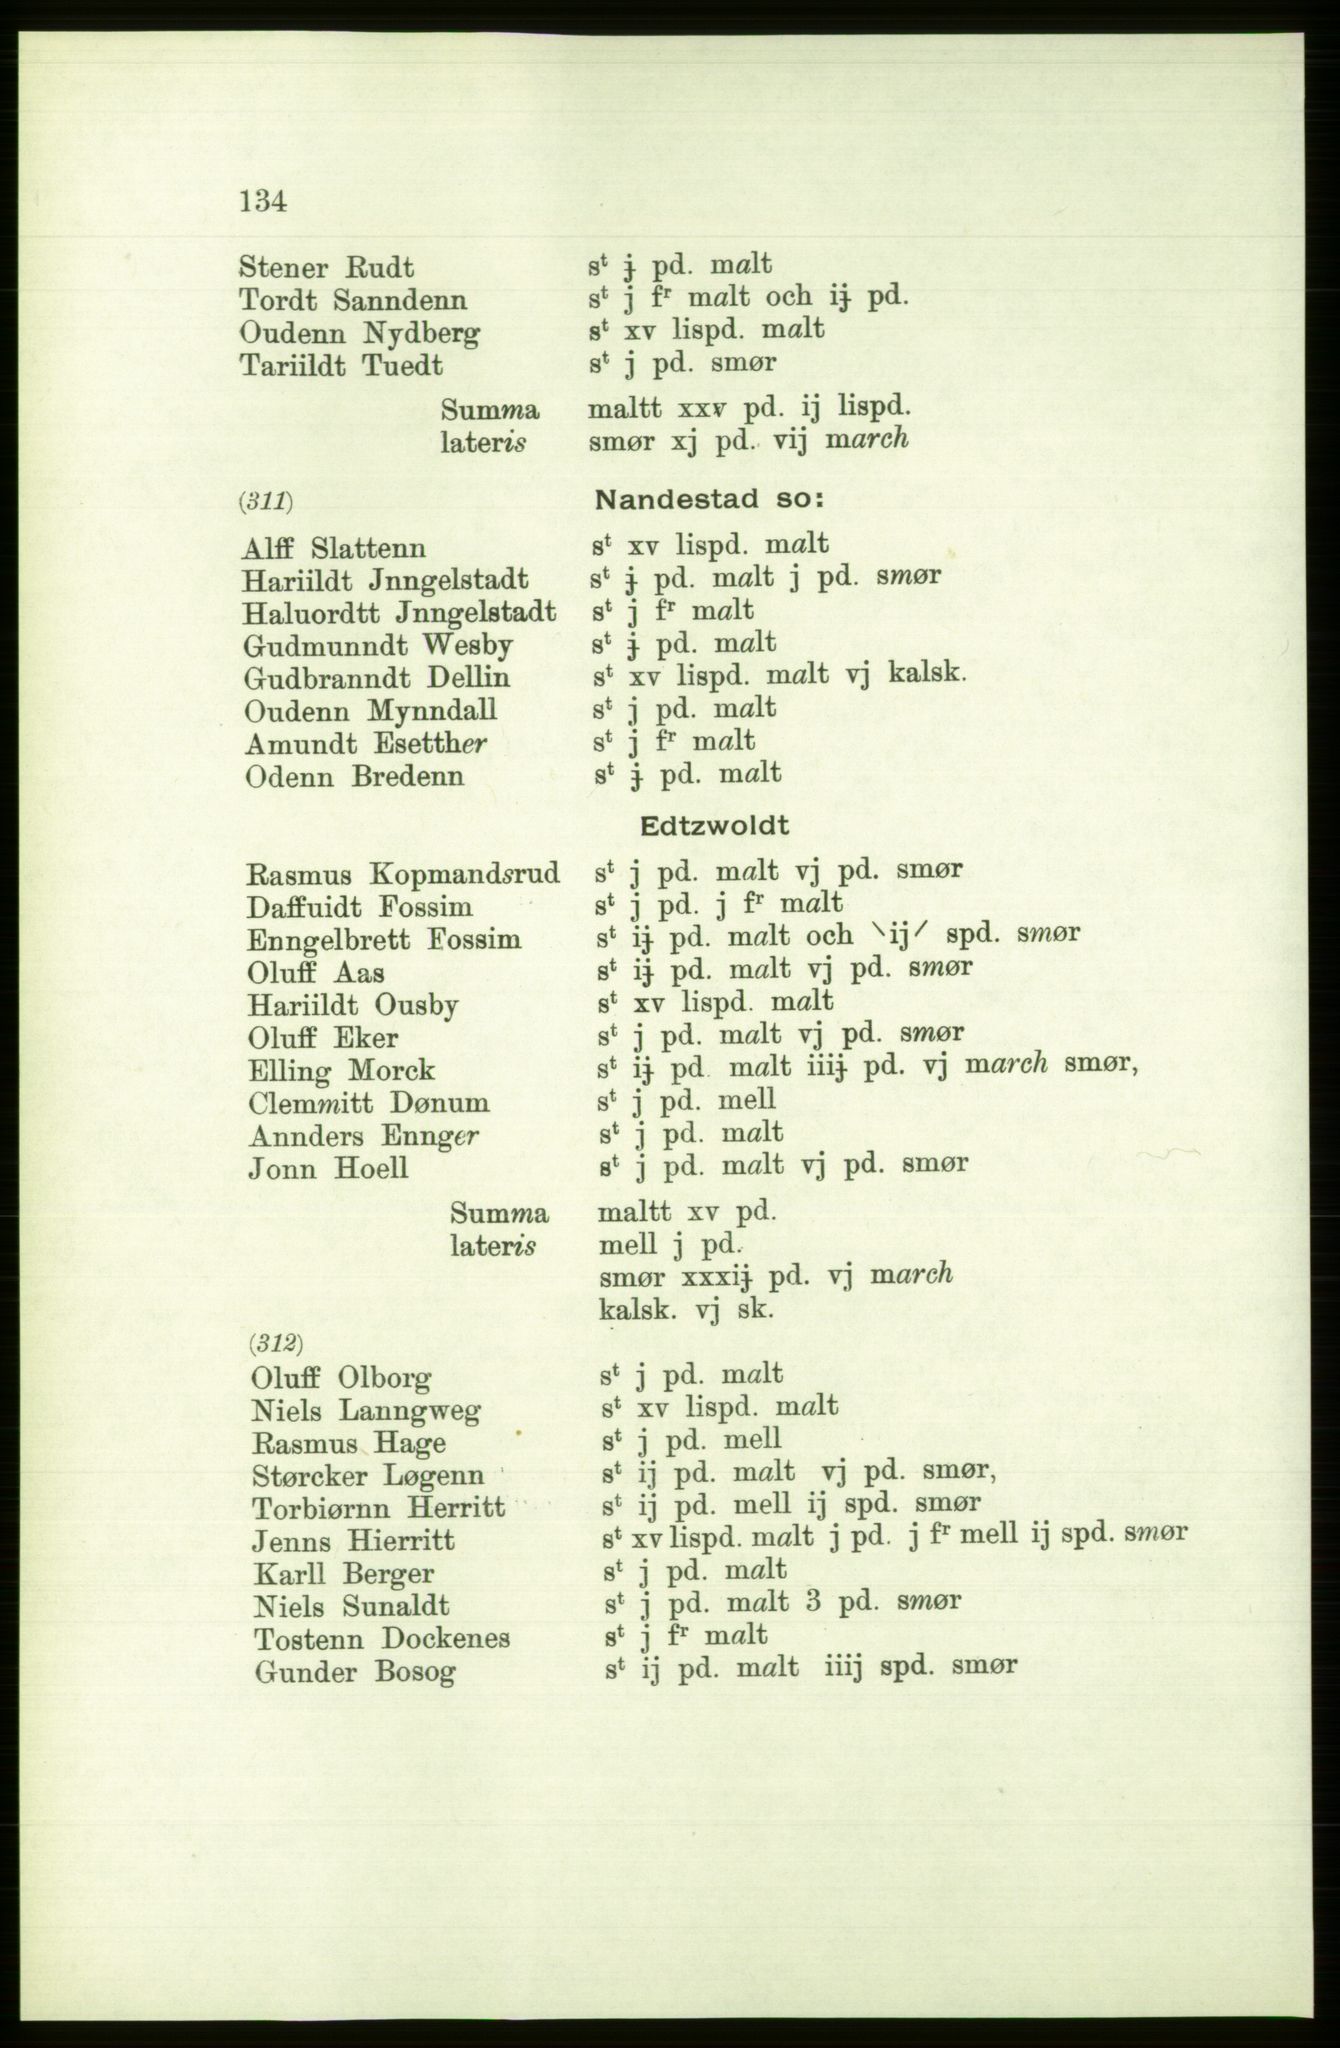 134
Stener Rudt sᵗ ɉ pd. malt
Tordt Sanndenn sᵗ j fʳ malt och iɉ pd.
Oudenn Nydberg sᵗ xv lispd. malt
Tariildt Tuedt sᵗ j pd. smør
Summa maltt xxv pd. ij lispd.
lateris smør xj pd. vij march
(311) Nandestad so:
Alff Slattenn sᵗ xv lispd. malt
Hariildt Jnngelstadt sᵗ ɉ pd. malt j pd. smør
Haluordtt Jnngelstadt sᵗ j fʳ malt
Gudmunndt Wesby sᵗ ɉ pd. malt
Gudbranndt Dellin sᵗ xv lispd. malt vj kalsk.
Oudenn Mynndall sᵗ j pd. malt
Amundt Esetther sᵗ j fʳ malt
Odenn Bredenn sᵗ ɉ pd. malt
Edtzwoldt
Rasmus Kopmandsrud sᵗ j pd. malt vj pd. smør
Daffuidt Fossim sᵗ j pd. j fʳ malt
Enngelbrett Fossim sᵗ iɉ pd. malt och ⸌ij⸍ spd. smør
Oluff Aas sᵗ iɉ pd. malt vj pd. smør
Hariildt Ousby sᵗ xv lispd. malt
Oluff Eker sᵗ j pd. malt vj pd. smør
Elling Morck sᵗ iɉ pd. malt iiiɉ pd. vj march smør,
Clemmitt Dønum sᵗ j pd. mell
Annders Ennger sᵗ j pd. malt
Jonn Hoell sᵗ j pd. malt vj pd. smør
Summa maltt xv pd.
lateris mell j pd.
smør xxxiɉ pd. vj march
kalsk. vj sk.
(312)
Oluff Olborg sᵗ j pd. malt
Niels Lanngweg sᵗ xv lispd. malt
Rasmus Hage sᵗ j pd. mell
Størcker Løgenn sᵗ ij pd. malt vj pd. smør,
Torbiørnn Herritt sᵗ ij pd. mell ij spd. smør
Jenns Hierritt sᵗ xv lispd. malt j pd. j fʳ mell ij spd. smør
Karll Berger sᵗ j pd. malt
Niels Sunaldt sᵗ j pd. malt 3 pd. smør
Tostenn Dockenes sᵗ j fʳ malt
Gunder Bosog sᵗ ij pd. malt iiij spd. smør